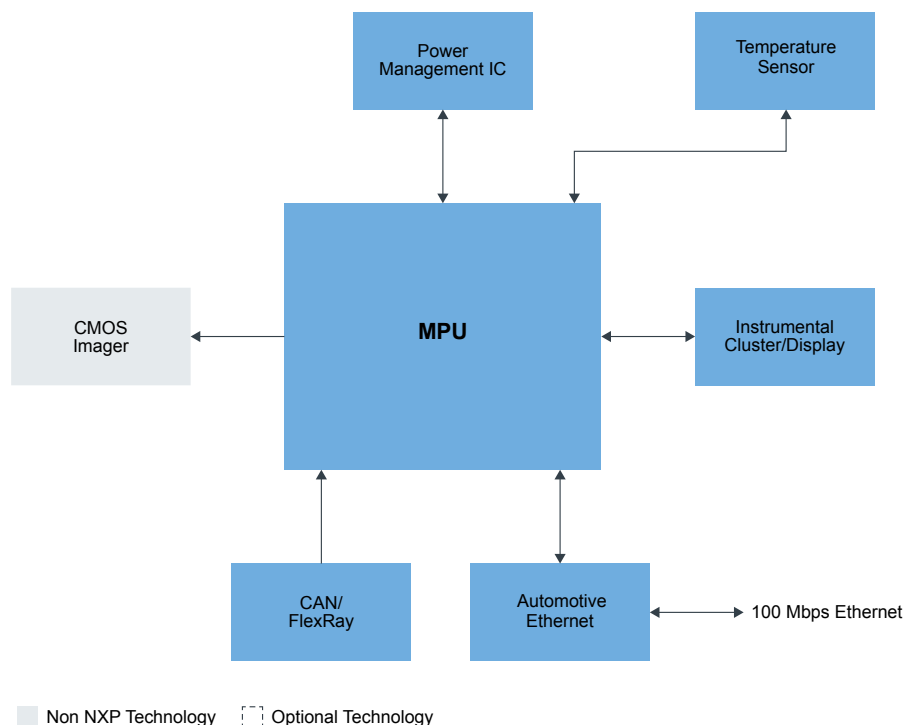 Power
Management IC
Temperature
Sensor
CMOS
Imager
MPU
Instrumental
Cluster/Display
CAN/
FlexRay
Automotive
Ethernet
100 Mbps Ethernet
Non NXP Technology
Optional Technology